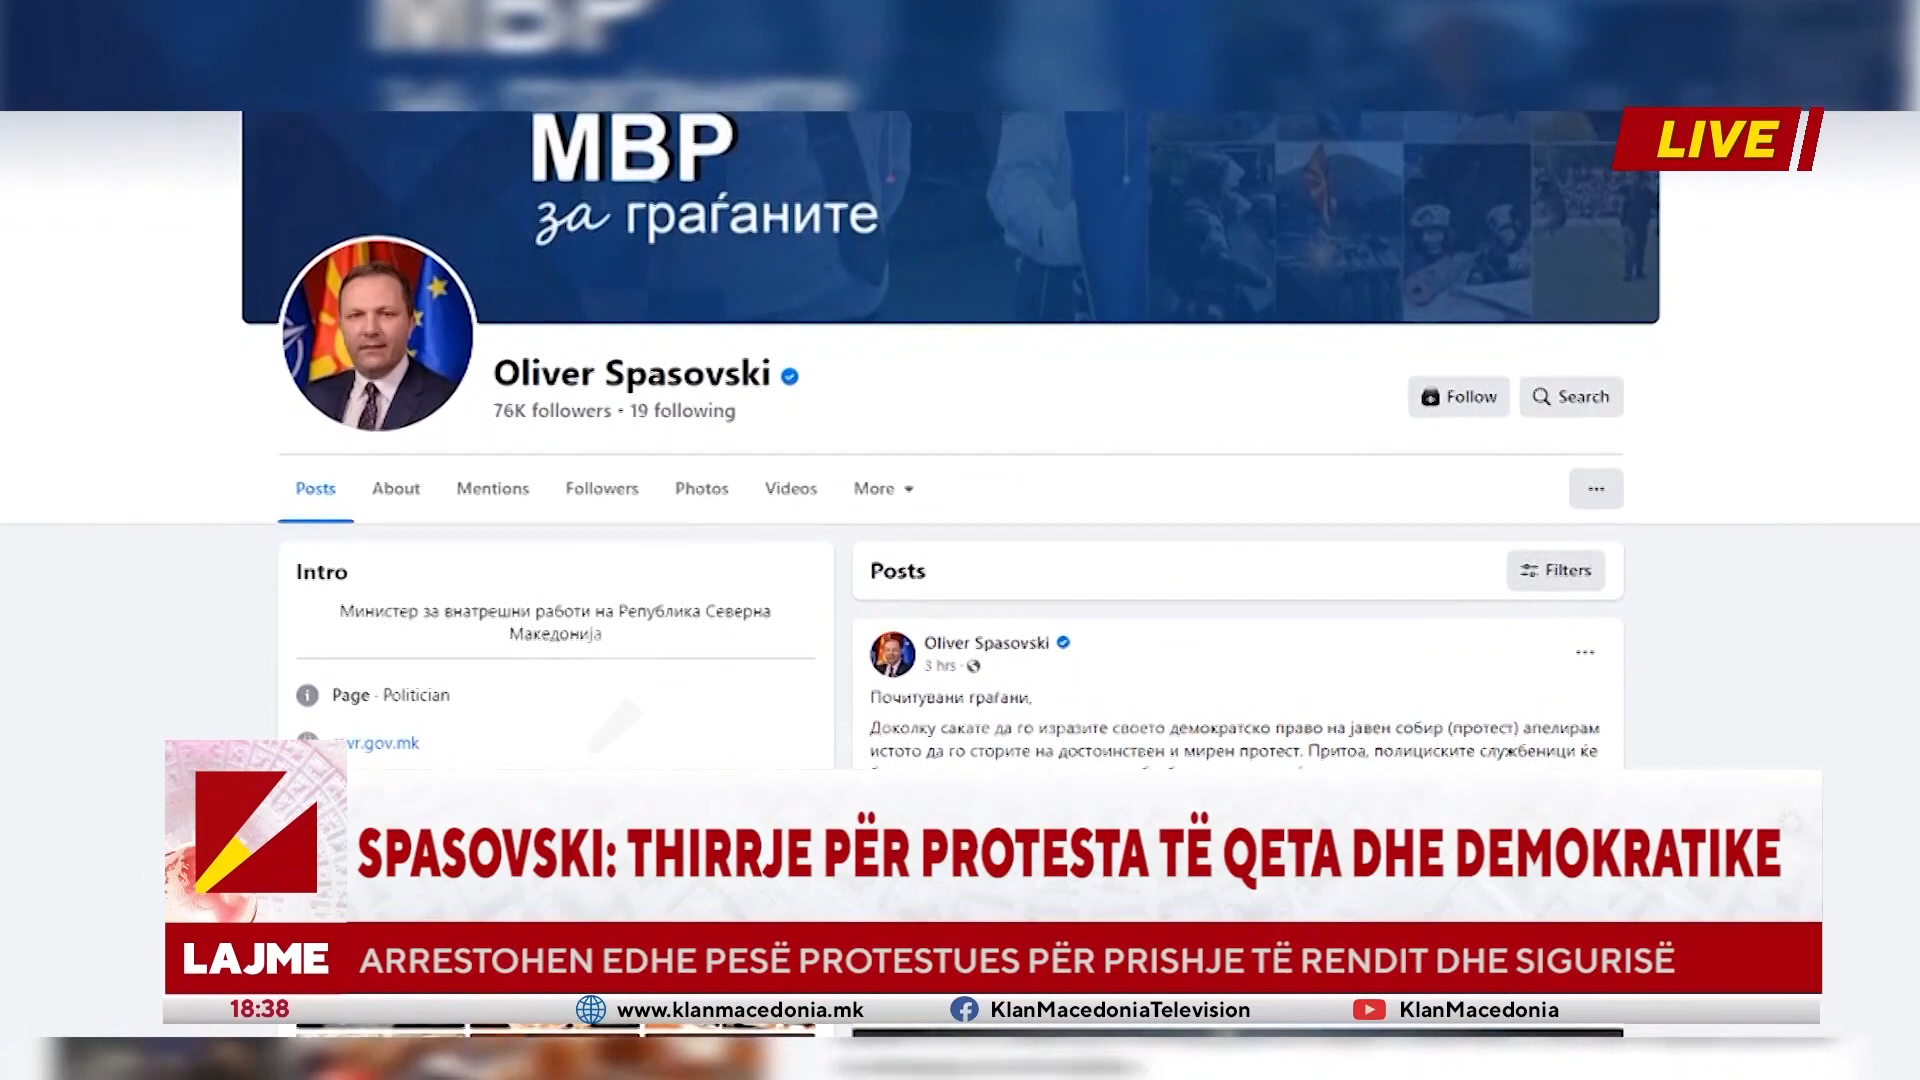 МВР
за граѓаните
LIVE
Oliver Spasovski
76K followers • 19 following
Follow
Search
Posts
About
Mentions
Followers
Photos
Videos
More
Intro
Министер за внатрешни работи на Република Северна
Македонија
Page · Politician
vr.gov.mk
Posts
Filters
Oliver Spasovski
3 hrs ·
Почитувани граѓани,
Доколку сакате да го изразите своето демократско право на јавен собир (протест) апелирам
истото да го сторите на достоинствен и мирен протест. Притоа, полициските службеници ќе
SPASOVSKI: THIRRJE PËR PROTESTA TË QETA DHE DEMOKRATIKE
LAJME
ARRESTOHEN EDHE PESË PROTESTUES PËR PRISHJE TË RENDIT DHE SIGURISË
18:38
www.klanmacedonia.mk
KlanMacedoniaTelevision
KlanMacedonia